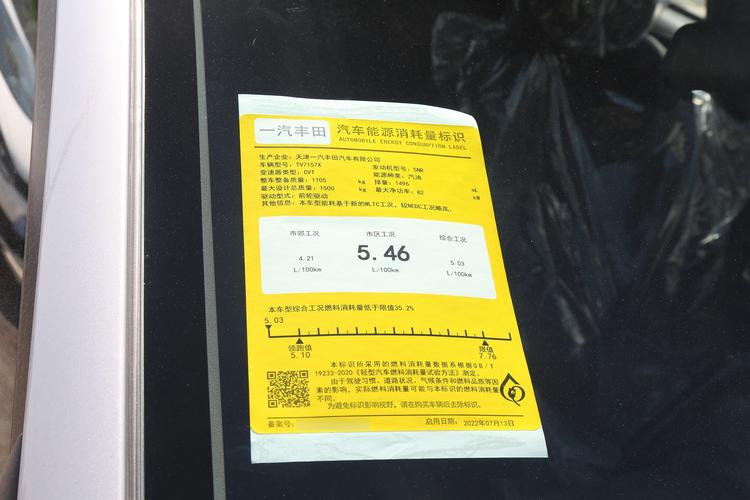 一汽丰田 汽车能源消耗量标识
AUTOMOBILE ENERGY CONSUMPTION LABEL
生产企业：天津一汽丰田汽车有限公司
车辆型号：TV7157X 发动机型号：5NR
变速器类型：CVT 能源种类：汽油
整车整备质量：1105 kg 排量：1496 mL
最大设计总质量：1500 kg 最大净功率：82 kW
驱动型式：前轮驱动
其他信息：本车型能耗基于新的WLTC工况，较NEDC工况略高。
市郊工况 市区工况 综合工况
4.21 5.46 5.03
L/100km L/100km L/100km
本车型综合工况燃料消耗量低于限值35.2%
5.03
领跑值 限值
5.10 7.76
本标识所采用的燃料消耗量数据系根据GB/T
19233-2020《轻型汽车燃料消耗量试验方法》测定。
由于驾驶习惯、道路状况、气候条件和燃料品质等因
素的影响，实际燃料消耗量可能与本标识的燃料消耗量
不同。
为避免标识影响视野，请在购买车辆后去除标识。
备案号： 启用日期：2022年07月13日